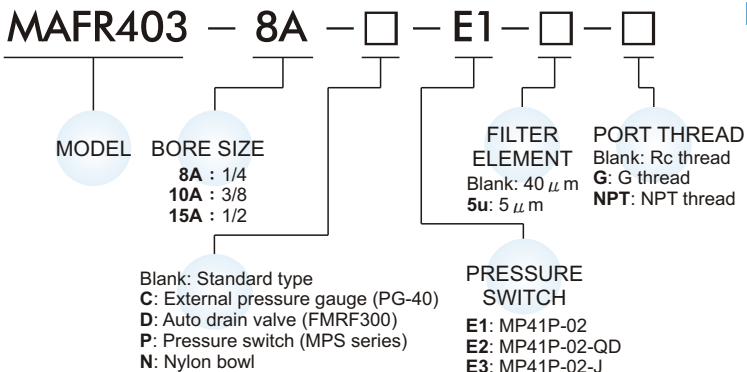 MAFR403 – 8A – □ – E1 – □ – □
MODEL
BORE SIZE
8A : 1/4
10A : 3/8
15A : 1/2
Blank: Standard type
C: External pressure gauge (PG-40)
D: Auto drain valve (FMRF300)
P: Pressure switch (MPS series)
N: Nylon bowl
PRESSURE
SWITCH
E1: MP41P-02
E2: MP41P-02-QD
E3: MP41P-02-J
FILTER
ELEMENT
Blank: 40 μ m
5u: 5 μ m
PORT THREAD
Blank: Rc thread
G: G thread
NPT: NPT thread